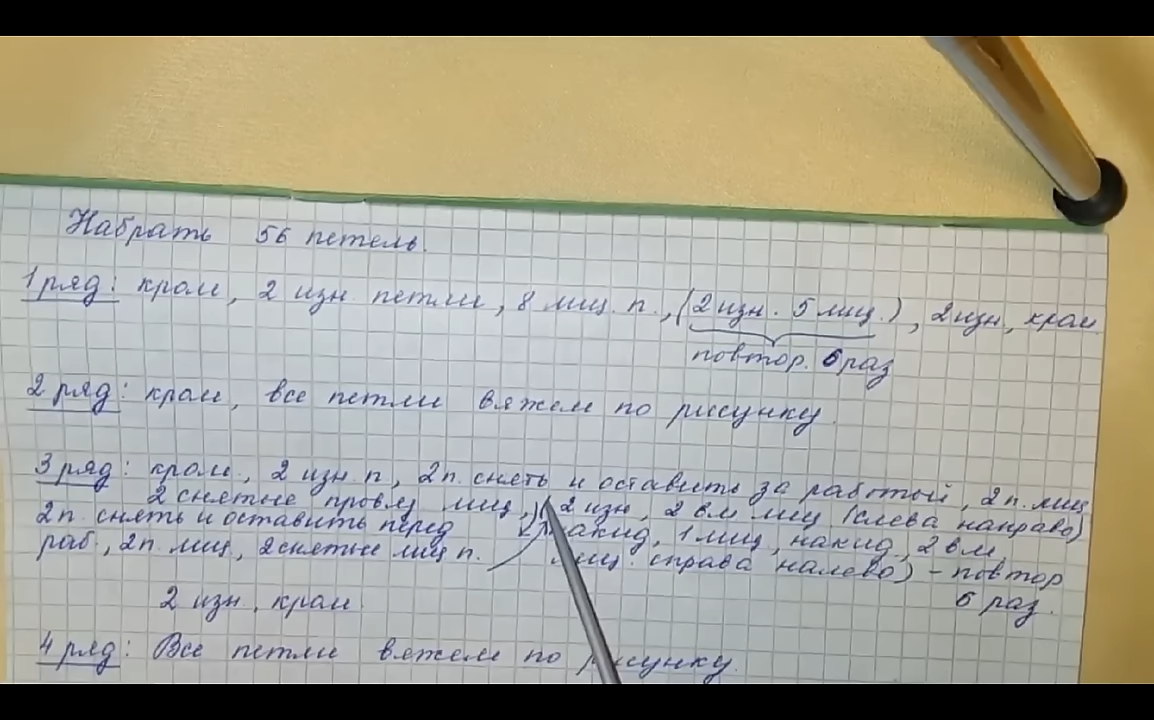 Набрать 56 петель.
1 ряд: кром, 2 изн. петли, 8 лиц. п., (2 изн. 5 лиц.), 2 изн, кром.
повтор. 6 раз
2 ряд: кром, все петли вяжем по рисунку.
3 ряд: кром., 2 изн. п, 2 п. снять и оставить за работой, 2 п. лиц
2 снятые провяз лиц, (2 изн, 2 вм лиц (слева направо)
2 п. снять и оставить перед накид, 1 лиц, накид, 2 вм
раб, 2 п. лиц, 2 снятые лиц п. лиц. справа налево) - повтор
6 раз.
2 изн., кром.
4 ряд: Все петли вяжем по рисунку.